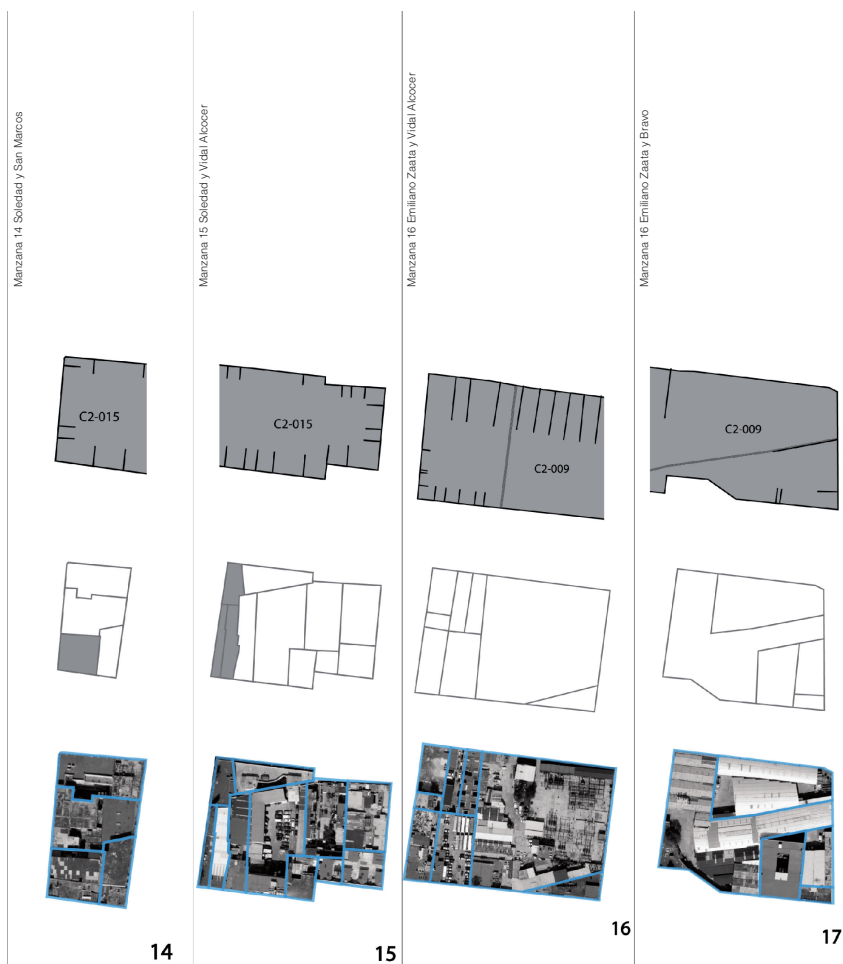 Manzana 14 Soledad y San Marcos
Manzana 15 Soledad y Vidal Alcocer
Manzana 16 Emiliano Zaata y Vidal Alcocer
Manzana 16 Emiliano Zaata y Bravo
C2-015
C2-015
C2-009
C2-009
14
15
16
17